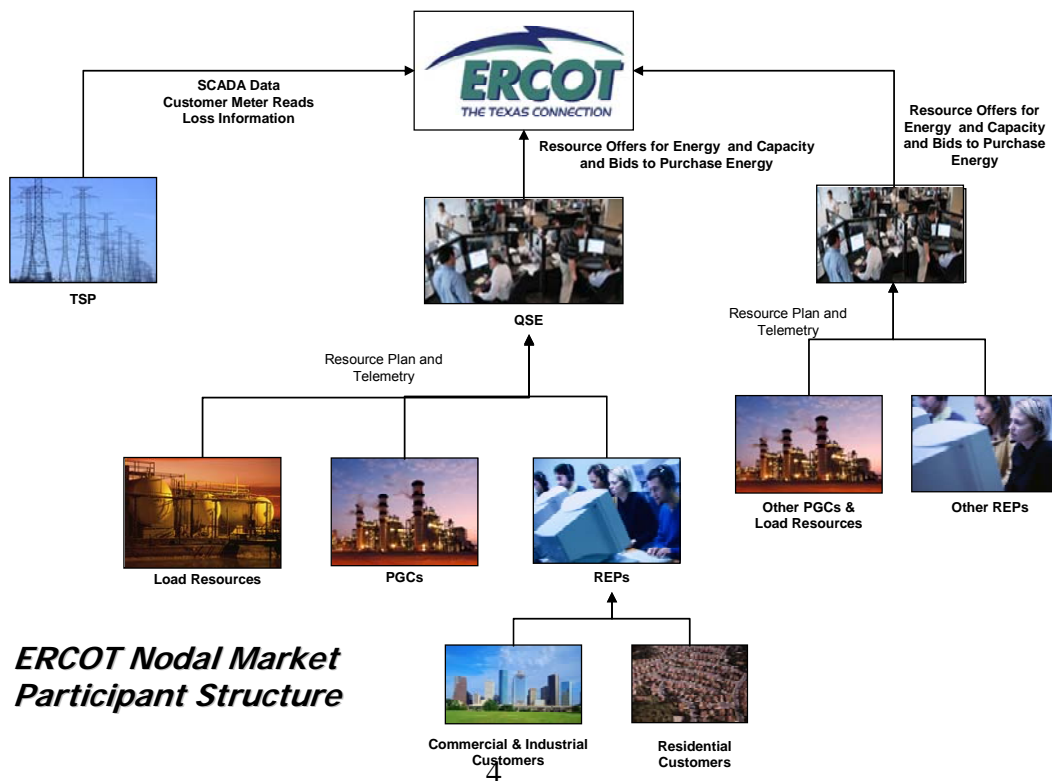 ERCOT
THE TEXAS CONNECTION
SCADA Data
Customer Meter Reads
Loss Information
Resource Offers for Energy and Capacity
and Bids to Purchase Energy
Resource Offers for
Energy and Capacity
and Bids to Purchase
Energy
TSP
QSE
Resource Plan and
Telemetry
Resource Plan and
Telemetry
Load Resources
PGCs
REPs
Other PGCs &
Load Resources
Other REPs
ERCOT Nodal Market
Participant Structure
Commercial & Industrial
Customers
Residential
Customers
4